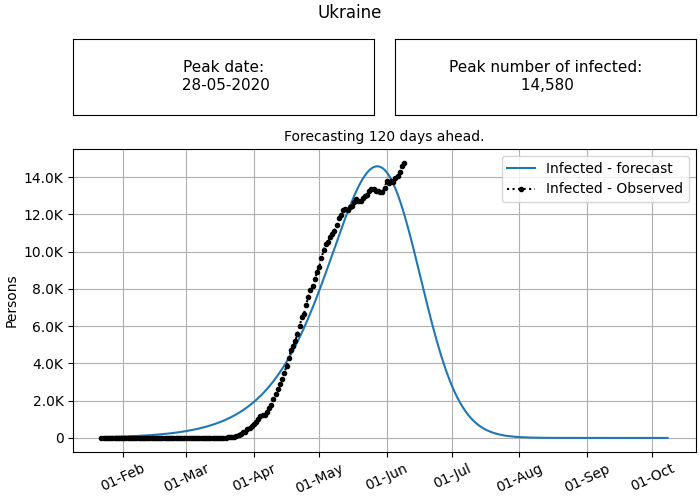 Ukraine
Peak date:
28-05-2020
Peak number of infected:
14,580
Forecasting 120 days ahead.
Infected - forecast
Infected - Observed
Persons
14.0K
12.0K
10.0K
8.0K
6.0K
4.0K
2.0K
0
01-Feb
01-Mar
01-Apr
01-May
01-Jun
01-Jul
01-Aug
01-Sep
01-Oct